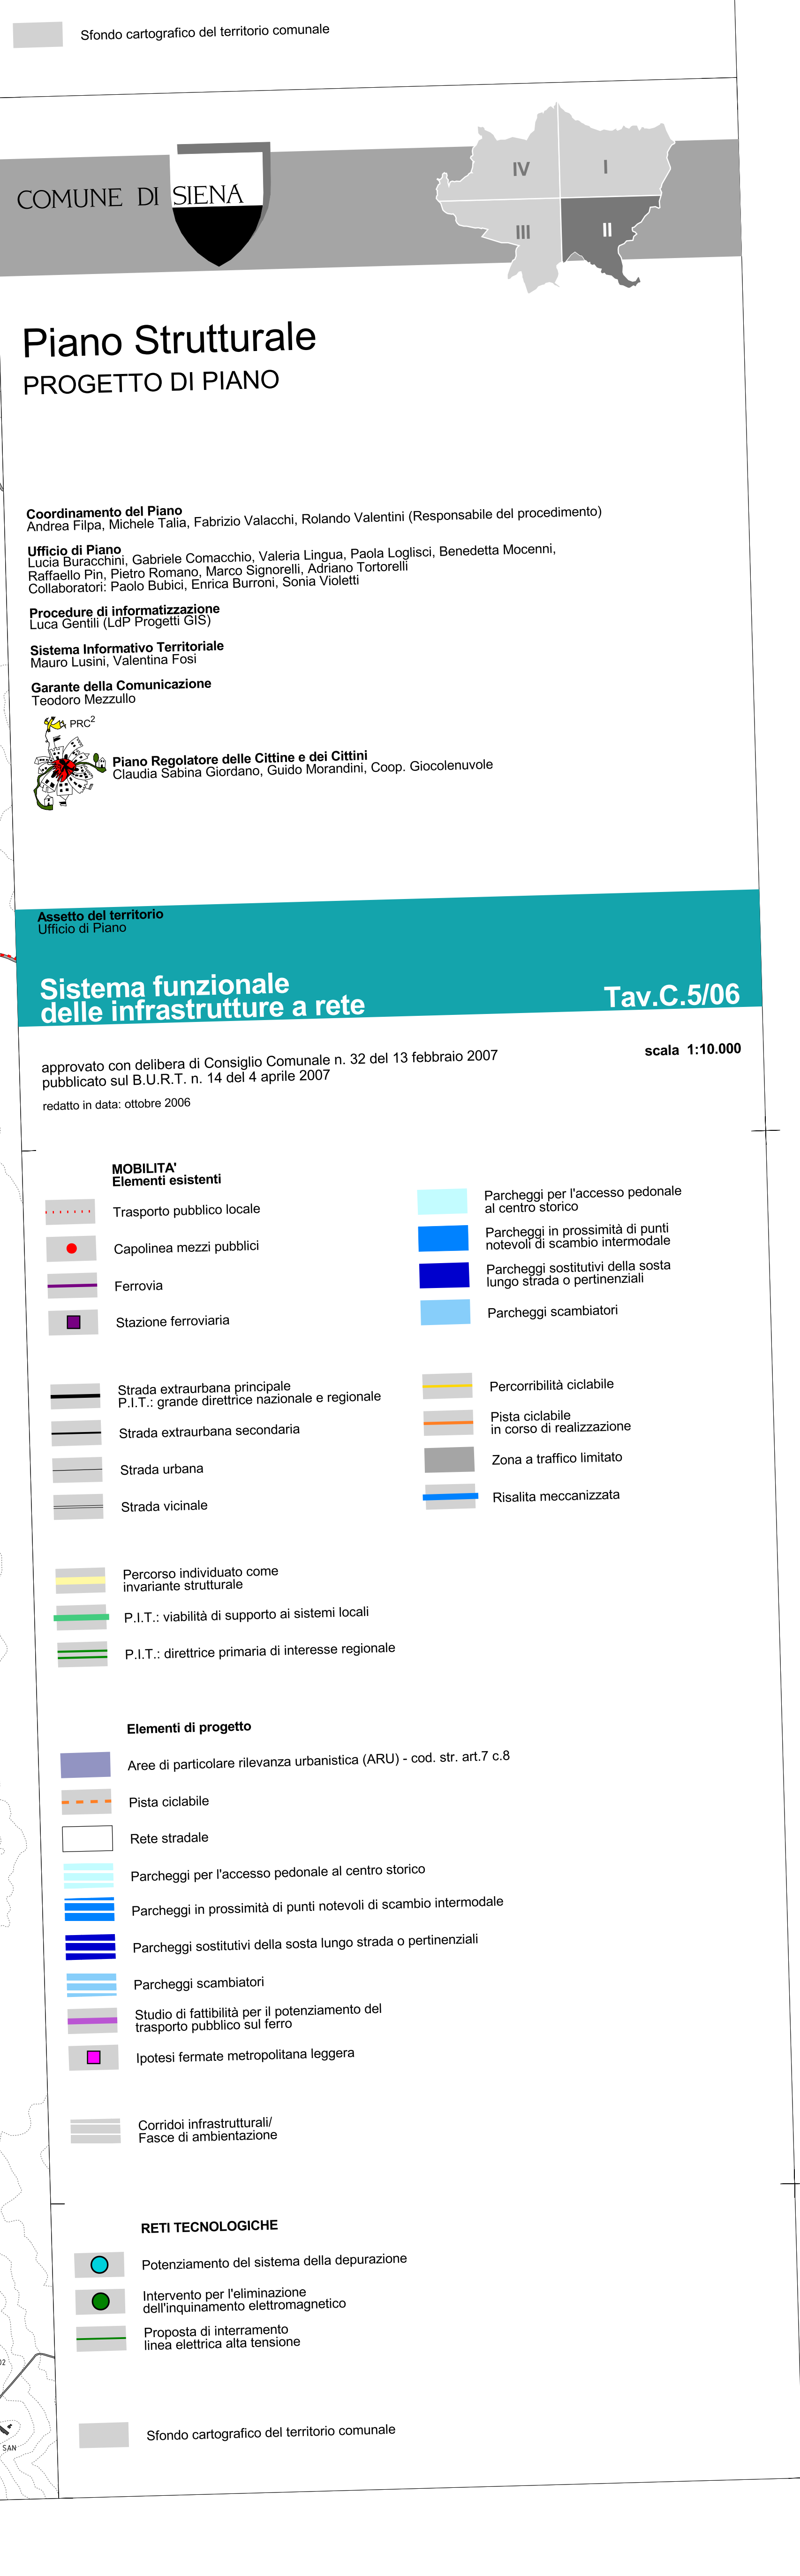 Sfondo cartografico del territorio comunale
COMUNE DI SIENA
IV
I
III
II
Piano Strutturale
PROGETTO DI PIANO
Coordinamento del Piano
Andrea Filpa, Michele Talia, Fabrizio Valacchi, Rolando Valentini (Responsabile del procedimento)
Ufficio di Piano
Lucia Buracchini, Gabriele Comacchio, Valeria Lingua, Paola Loglisci, Benedetta Mocenni,
Raffaello Pin, Pietro Romano, Marco Signorelli, Adriano Tortorelli
Collaboratori: Paolo Bubici, Enrica Burroni, Sonia Violetti
Procedure di informatizzazione
Luca Gentili (LdP Progetti GIS)
Sistema Informativo Territoriale
Mauro Lusini, Valentina Fosi
Garante della Comunicazione
Teodoro Mezzullo
PRC2
Piano Regolatore delle Cittine e dei Cittini
Claudia Sabina Giordano, Guido Morandini, Coop. Giocolenuvole
Assetto del territorio
Ufficio di Piano
Sistema funzionale
delle infrastrutture a rete
Tav.C.5/06
approvato con delibera di Consiglio Comunale n. 32 del 13 febbraio 2007
pubblicato sul B.U.R.T. n. 14 del 4 aprile 2007
scala 1:10.000
redatto in data: ottobre 2006
MOBILITA'
Elementi esistenti
Trasporto pubblico locale
Capolinea mezzi pubblici
Ferrovia
Stazione ferroviaria
Parcheggi per l'accesso pedonale
al centro storico
Parcheggi in prossimità di punti
notevoli di scambio intermodale
Parcheggi sostitutivi della sosta
lungo strada o pertinenziali
Parcheggi scambiatori
Strada extraurbana principale
P.I.T.: grande direttrice nazionale e regionale
Strada extraurbana secondaria
Strada urbana
Strada vicinale
Percorribilità ciclabile
Pista ciclabile
in corso di realizzazione
Zona a traffico limitato
Risalita meccanizzata
Percorso individuato come
invariante strutturale
P.I.T.: viabilità di supporto ai sistemi locali
P.I.T.: direttrice primaria di interesse regionale
Elementi di progetto
Aree di particolare rilevanza urbanistica (ARU) - cod. str. art.7 c.8
Pista ciclabile
Rete stradale
Parcheggi per l'accesso pedonale al centro storico
Parcheggi in prossimità di punti notevoli di scambio intermodale
Parcheggi sostitutivi della sosta lungo strada o pertinenziali
Parcheggi scambiatori
Studio di fattibilità per il potenziamento del
trasporto pubblico sul ferro
Ipotesi fermate metropolitana leggera
Corridoi infrastrutturali/
Fasce di ambientazione
RETI TECNOLOGICHE
Potenziamento del sistema della depurazione
Intervento per l'eliminazione
dell'inquinamento elettromagnetico
Proposta di interramento
linea elettrica alta tensione
SAN
Sfondo cartografico del territorio comunale